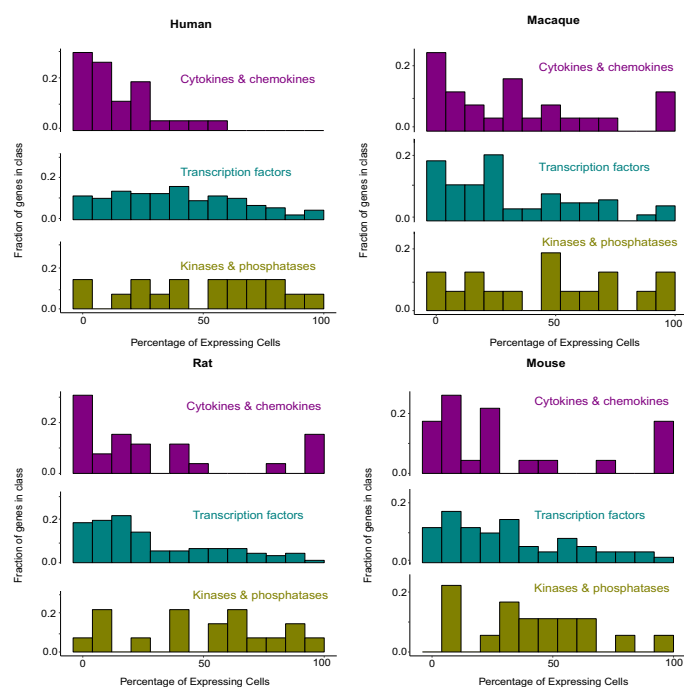 Human
Macaque
Fraction of genes in class
0.2
0.0
Cytokines & chemokines
0.2
0.0
Transcription factors
0.2
0.0
Kinases & phosphatases
0
50
100
Percentage of Expressing Cells
Fraction of genes in class
0.2
0.0
Cytokines & chemokines
0.2
0.0
Transcription factors
0.2
0.0
Kinases & phosphatases
0
50
100
Percentage of Expressing Cells
Rat
Mouse
Fraction of genes in class
0.2
0.0
Cytokines & chemokines
0.2
0.0
Transcription factors
0.2
0.0
Kinases & phosphatases
0
50
100
Percentage of Expressing Cells
Fraction of genes in class
0.2
0.0
Cytokines & chemokines
0.2
0.0
Transcription factors
0.2
0.0
Kinases & phosphatases
0
50
100
Percentage of Expressing Cells